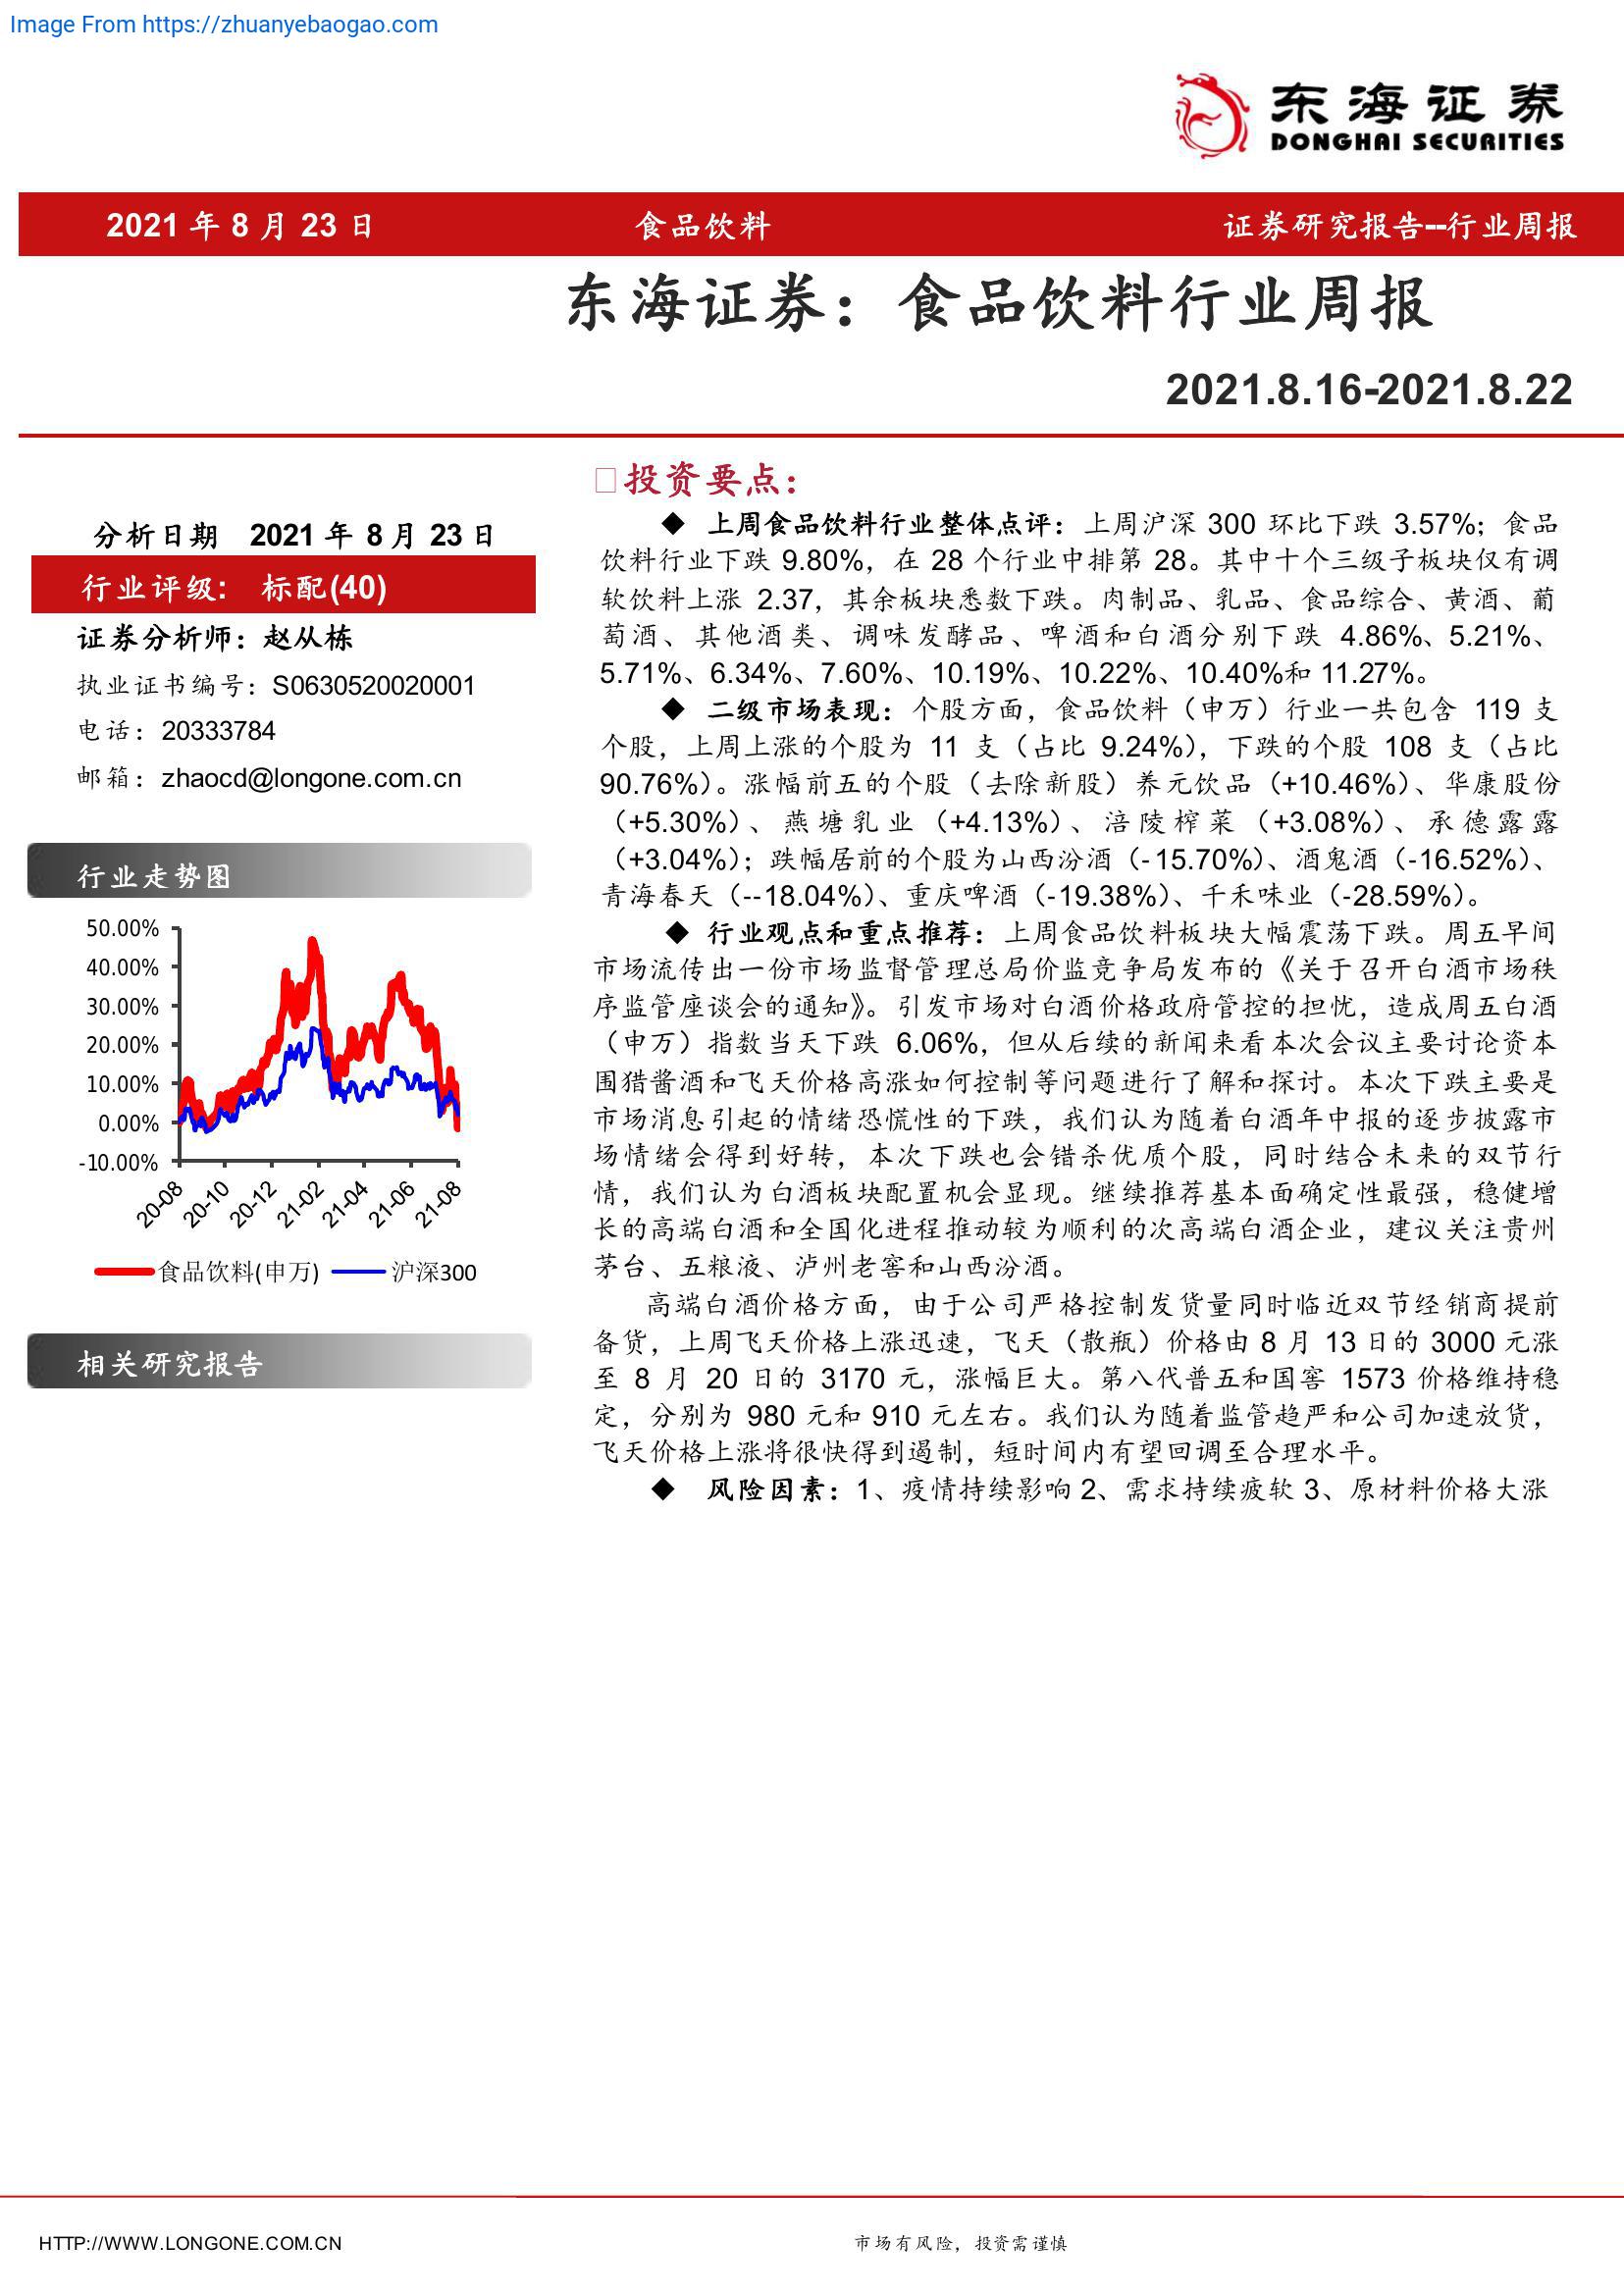 Image From https://zhuanyebaogao.com
东海证券
DONGHAI SECURITIES
2021 年 8 月 23 日 食品饮料 证券研究报告--行业周报
东海证券：食品饮料行业周报
2021.8.16-2021.8.22
分析日期 2021 年 8 月 23 日
行业评级: 标配(40)
证券分析师：赵从栋
执业证书编号：S0630520020001
电话：20333784
邮箱：zhaocd@longone.com.cn
行业走势图
50.00%
40.00%
30.00%
20.00%
10.00%
0.00%
-10.00%
20-08 20-10 20-12 21-02 21-04 21-06 21-08
食品饮料(申万) 沪深300
相关研究报告
投资要点：
◆ 上周食品饮料行业整体点评：上周沪深 300 环比下跌 3.57%；食品
饮料行业下跌 9.80%，在 28 个行业中排第 28。其中十个三级子板块仅有调
软饮料上涨 2.37，其余板块悉数下跌。肉制品、乳品、食品综合、黄酒、葡
萄酒、其他酒类、调味发酵品、啤酒和白酒分别下跌 4.86%、5.21%、
5.71%、6.34%、7.60%、10.19%、10.22%、10.40%和 11.27%。
◆ 二级市场表现：个股方面，食品饮料（申万）行业一共包含 119 支
个股，上周上涨的个股为 11 支（占比 9.24%），下跌的个股 108 支（占比
90.76%）。涨幅前五的个股（去除新股）养元饮品（+10.46%）、华康股份
（+5.30%）、燕塘乳业（+4.13%）、涪陵榨菜（+3.08%）、承德露露
（+3.04%）；跌幅居前的个股为山西汾酒（-15.70%）、酒鬼酒（-16.52%）、
青海春天（--18.04%）、重庆啤酒（-19.38%）、千禾味业（-28.59%）。
◆ 行业观点和重点推荐：上周食品饮料板块大幅震荡下跌。周五早间
市场流传出一份市场监督管理总局价监竞争局发布的《关于召开白酒市场秩
序监管座谈会的通知》。引发市场对白酒价格政府管控的担忧，造成周五白酒
（申万）指数当天下跌 6.06%，但从后续的新闻来看本次会议主要讨论资本
围猎酱酒和飞天价格高涨如何控制等问题进行了解和探讨。本次下跌主要是
市场消息引起的情绪恐慌性的下跌，我们认为随着白酒年中报的逐步披露市
场情绪会得到好转，本次下跌也会错杀优质个股，同时结合未来的双节行
情，我们认为白酒板块配置机会显现。继续推荐基本面确定性最强，稳健增
长的高端白酒和全国化进程推动较为顺利的次高端白酒企业，建议关注贵州
茅台、五粮液、泸州老窖和山西汾酒。
高端白酒价格方面，由于公司严格控制发货量同时临近双节经销商提前
备货，上周飞天价格上涨迅速，飞天（散瓶）价格由 8 月 13 日的 3000 元涨
至 8 月 20 日的 3170 元，涨幅巨大。第八代普五和国窖 1573 价格维持稳
定，分别为 980 元和 910 元左右。我们认为随着监管趋严和公司加速放货，
飞天价格上涨将很快得到遏制，短时间内有望回调至合理水平。
◆ 风险因素：1、疫情持续影响 2、需求持续疲软 3、原材料价格大涨
HTTP://WWW.LONGONE.COM.CN 市场有风险，投资需谨慎